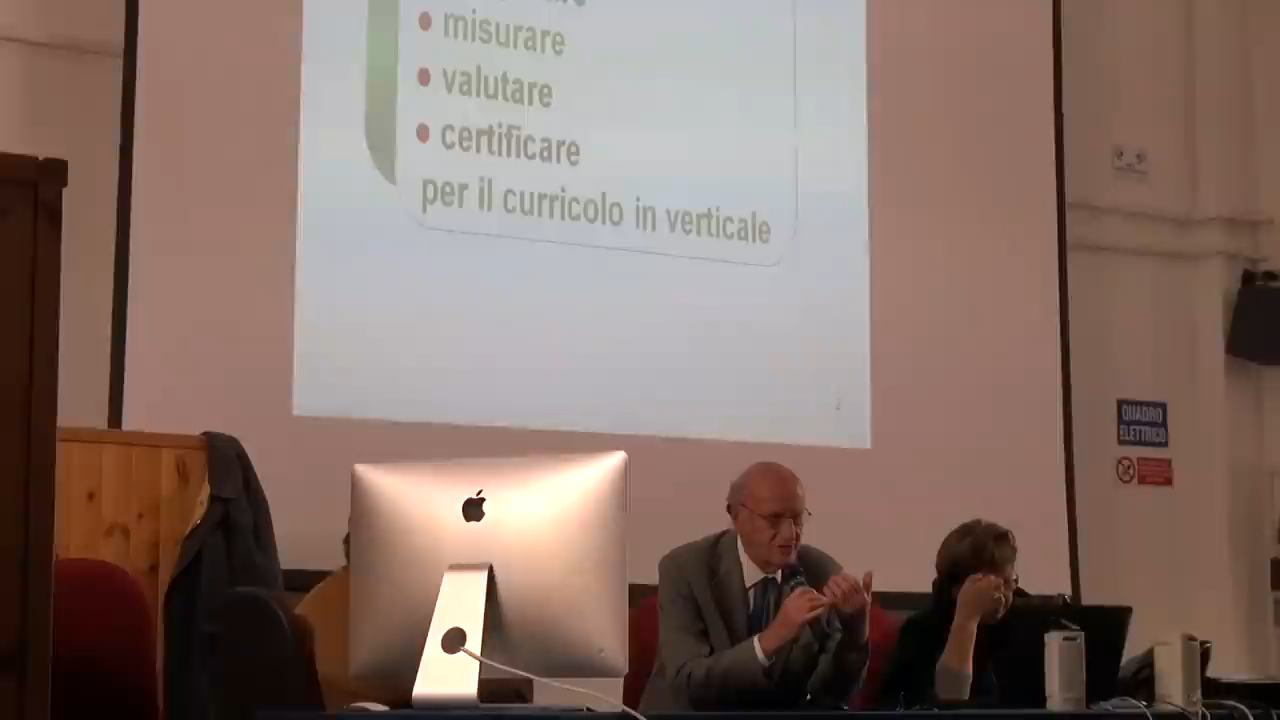 • misurare
• valutare
• certificare
per il curricolo in verticale
QUADRO
ELETTRICO